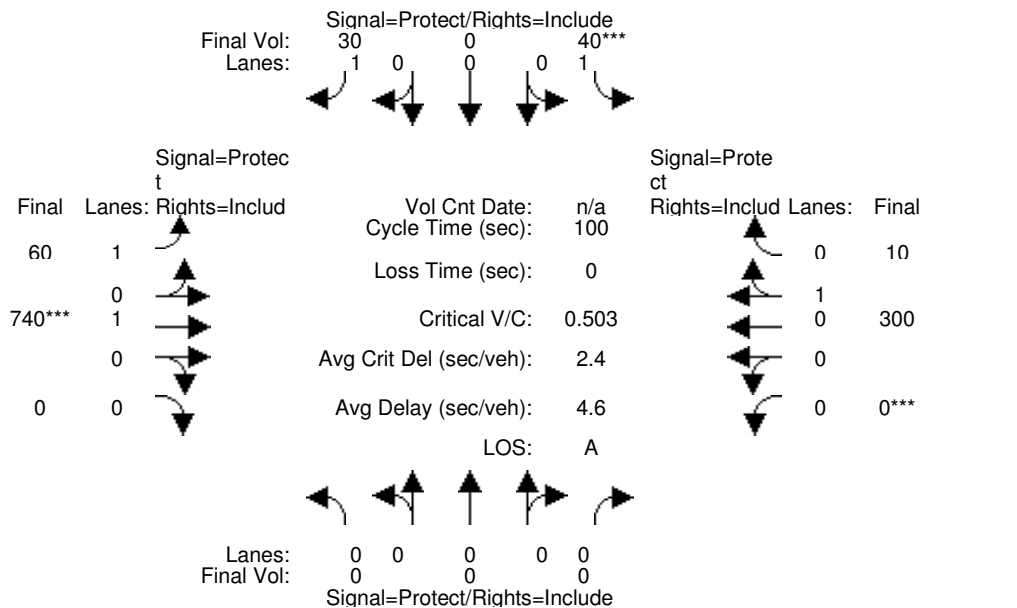 Signal=Protect/Rights=Include
Final Vol: 30 0 40***
Lanes: 1 0 0 0 1
Signal=Protec
t
Signal=Prote
ct
Final Lanes: Rights=Includ Vol Cnt Date: n/a Rights=Includ Lanes: Final
Cycle Time (sec): 100
60 1 0 10
Loss Time (sec): 0
0 1
740*** 1 Critical V/C: 0.503 0 300
0 Avg Crit Del (sec/veh): 2.4 0
0 0 Avg Delay (sec/veh): 4.6 0 0***
LOS: A
Lanes: 0 0 0 0 0
Final Vol: 0 0 0
Signal=Protect/Rights=Include